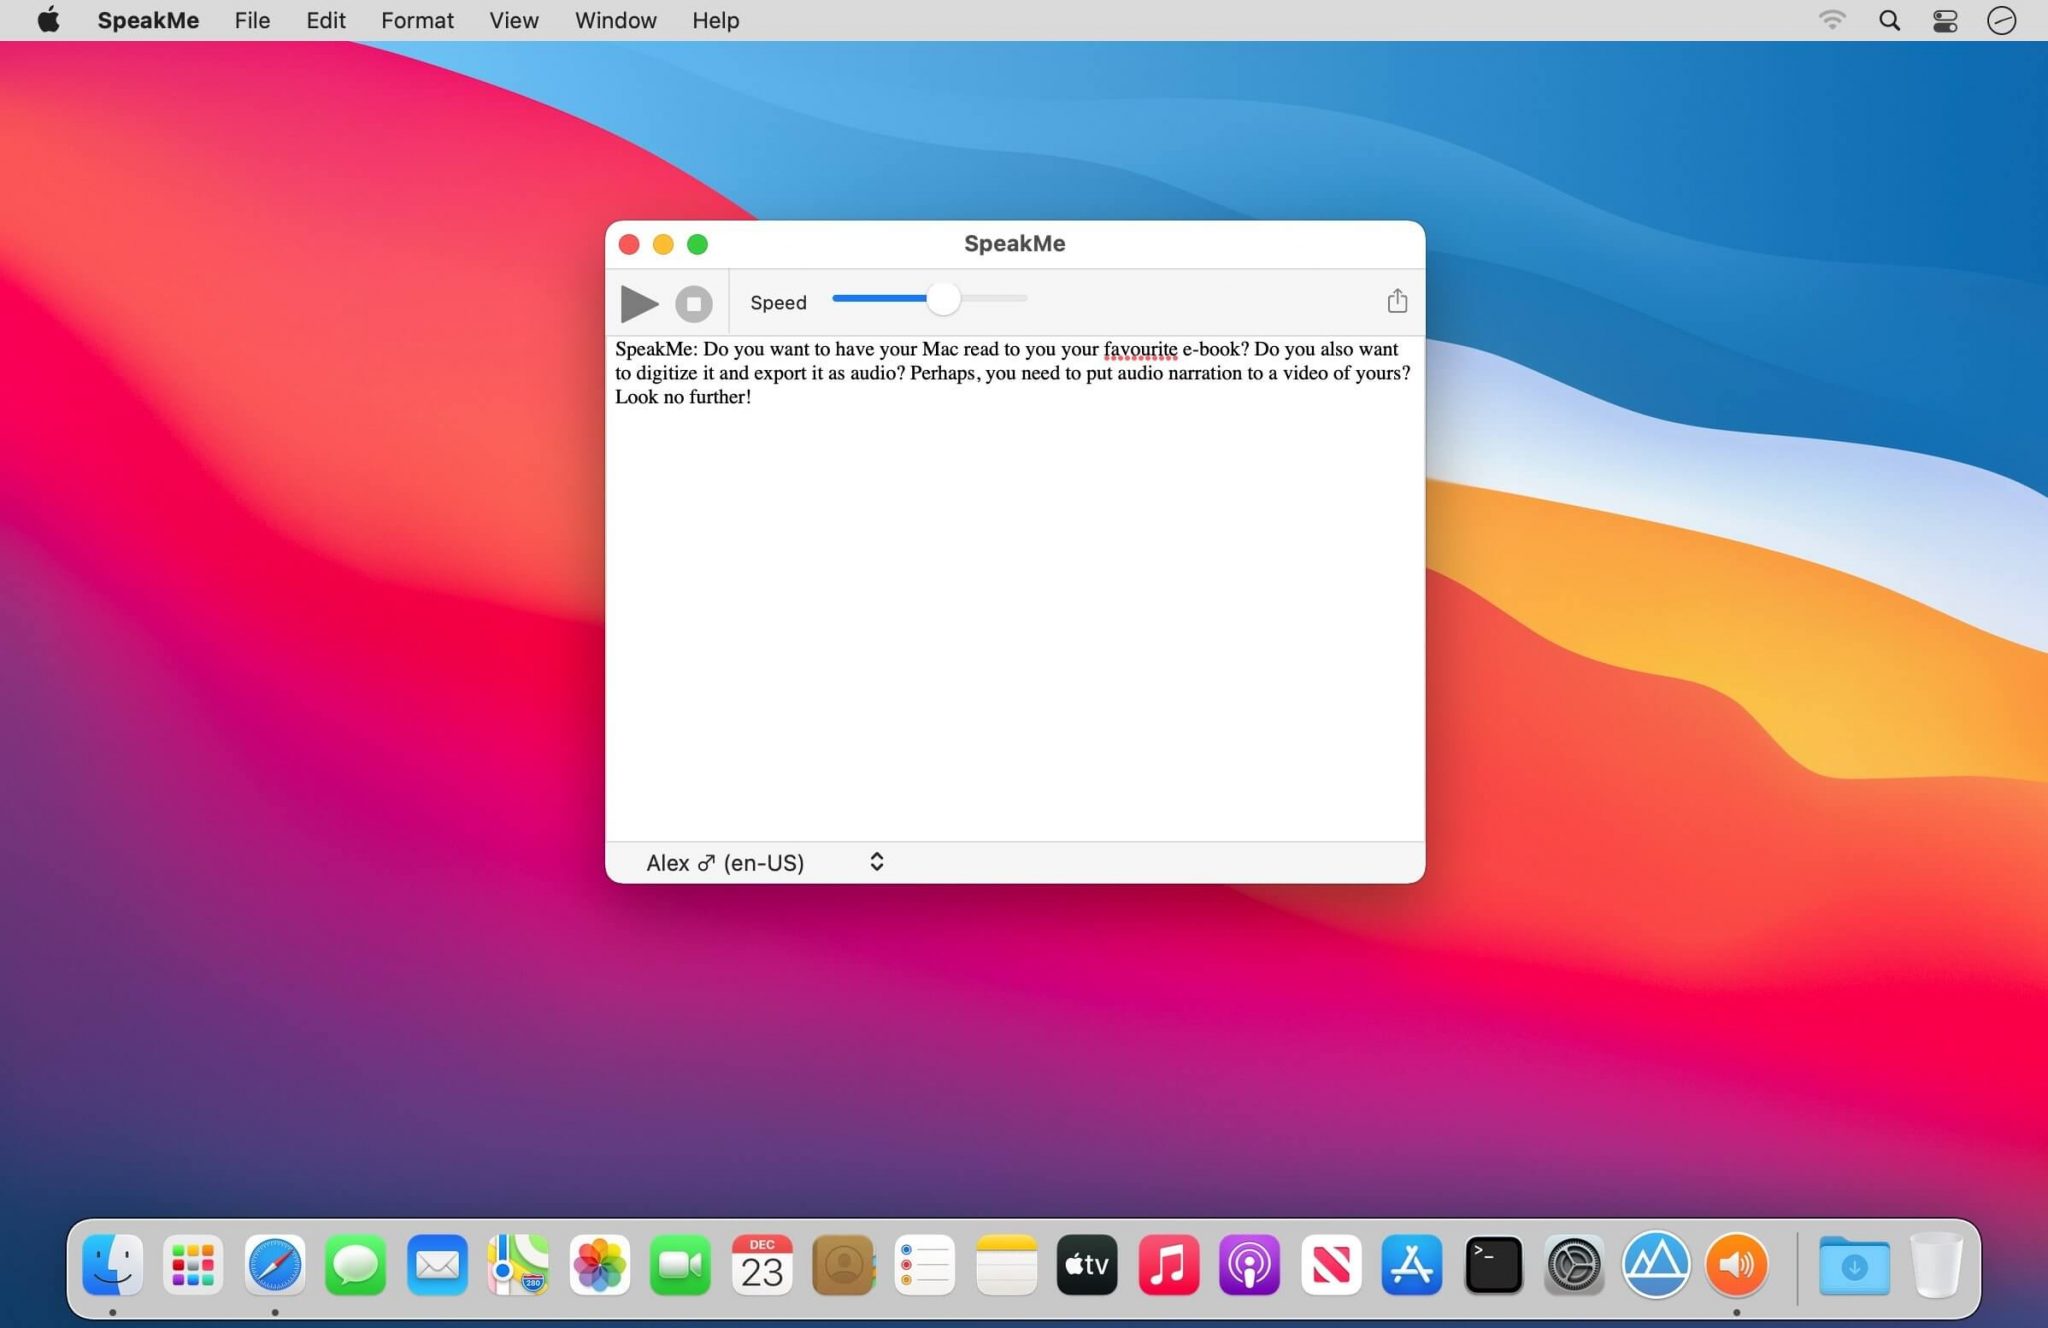 SpeakMe File Edit Format View Window Help
SpeakMe
Speed
SpeakMe: Do you want to have your Mac read to you your favourite e-book? Do you also want
to digitize it and export it as audio? Perhaps, you need to put audio narration to a video of yours?
Look no further!
Alex ♂ (en-US)
280
DEC
23
tv
>_